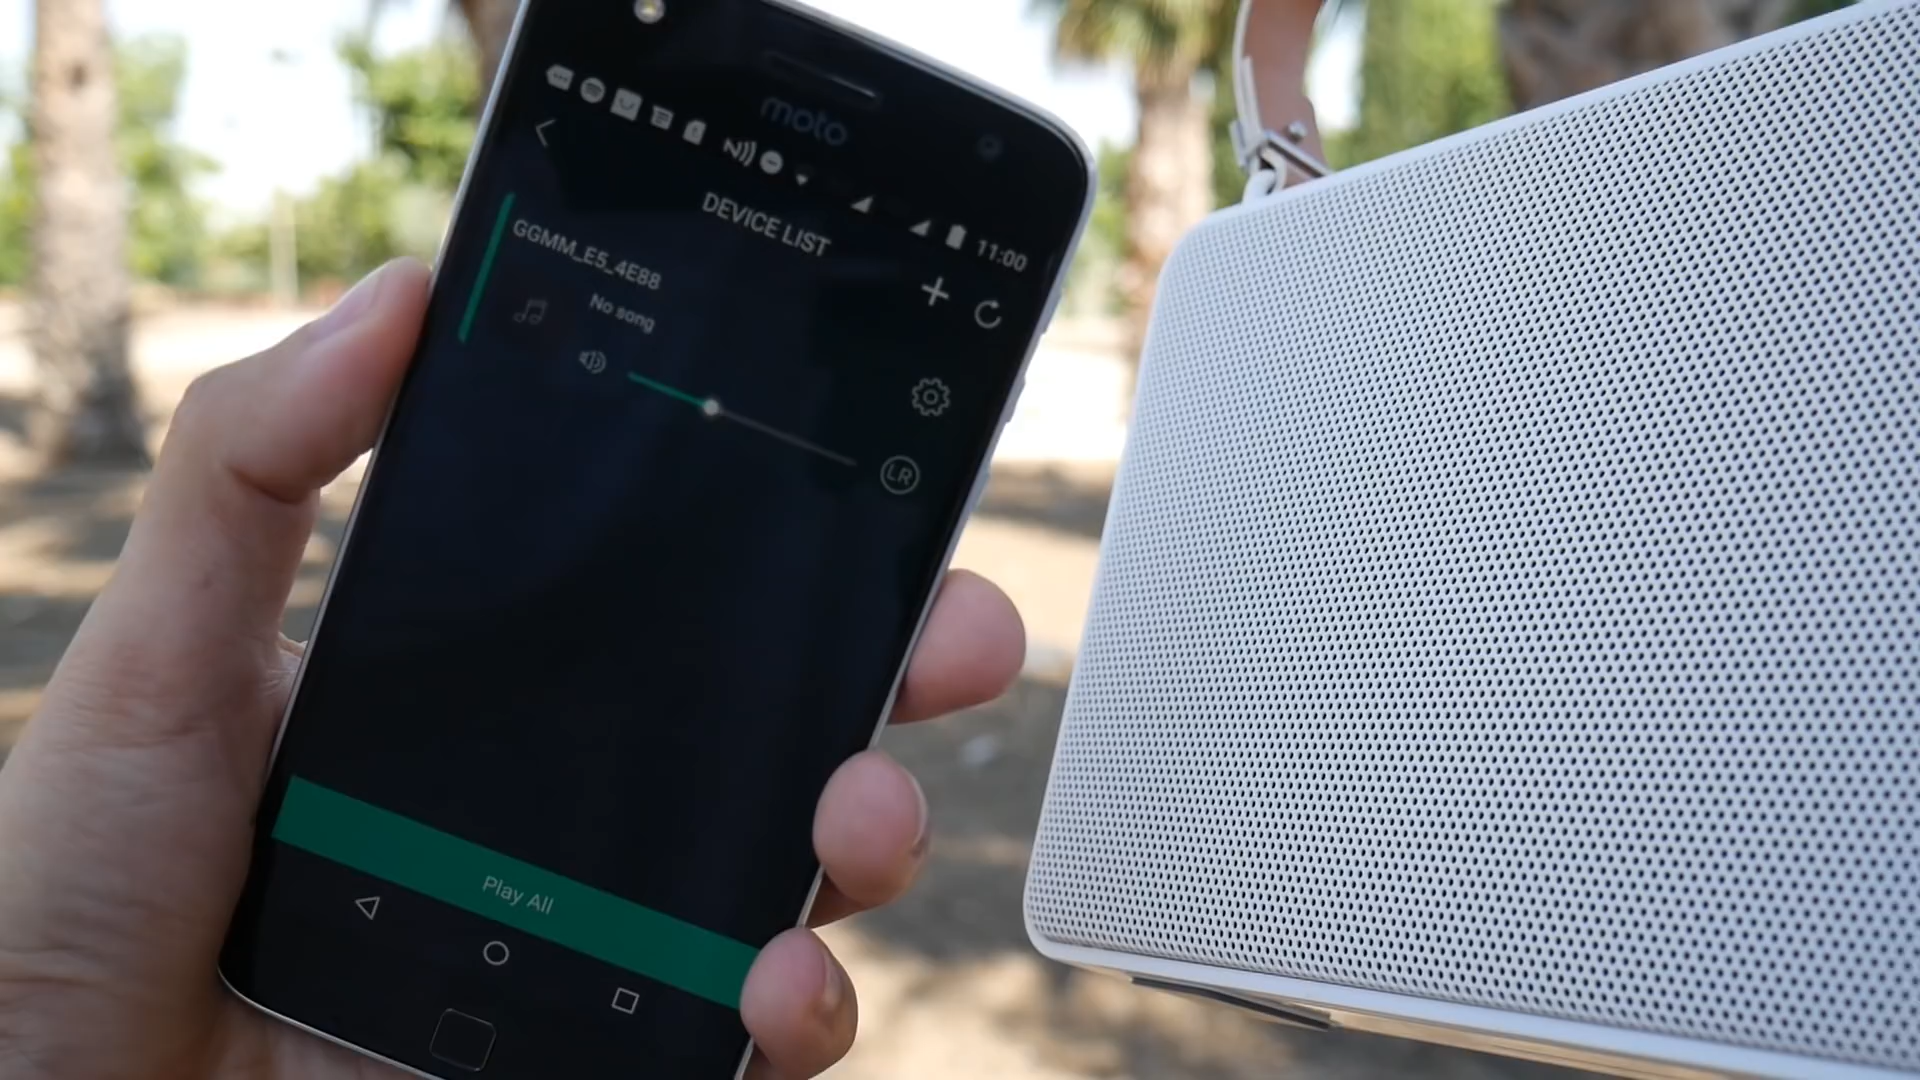 moto
11:00
DEVICE LIST
GGMM_E5_4E88
No song
LR
Play All